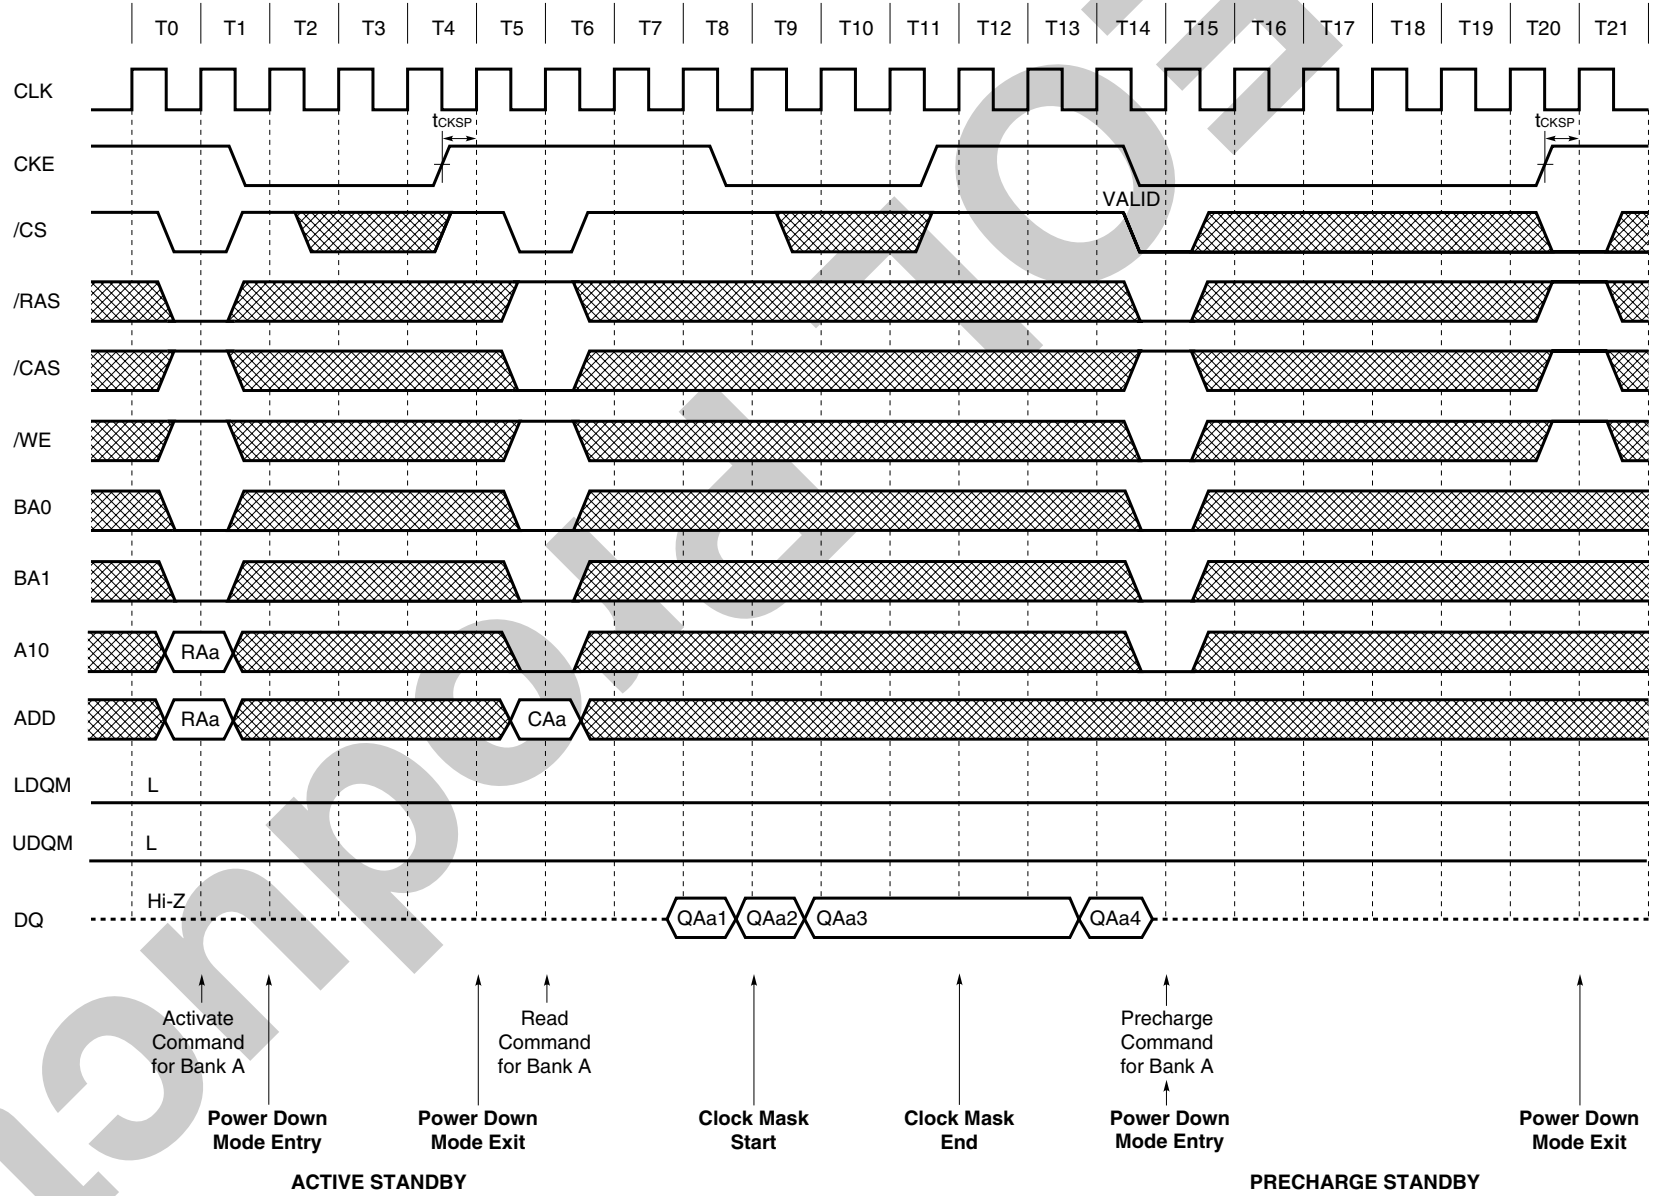 T0 T1 T2 T3 T4 T5 T6 T7 T8 T9 T10 T11 T12 T13 T14 T15 T16 T17 T18 T19 T20 T21
CLK
tCKSP tCKSP
CKE
VALID
/CS
/RAS
/CAS
/WE
BA0
BA1
A10 RAa
ADD RAa CAa
LDQM L
UDQM L
Hi-Z
DQ QAa1 QAa2 QAa3 QAa4
Activate
Command
for Bank A
Read
Command
for Bank A
Precharge
Command
for Bank A
Power Down
Mode Entry
Power Down
Mode Exit
Clock Mask
Start
Clock Mask
End
Power Down
Mode Entry
Power Down
Mode Exit
ACTIVE STANDBY
PRECHARGE STANDBY
EOL Product